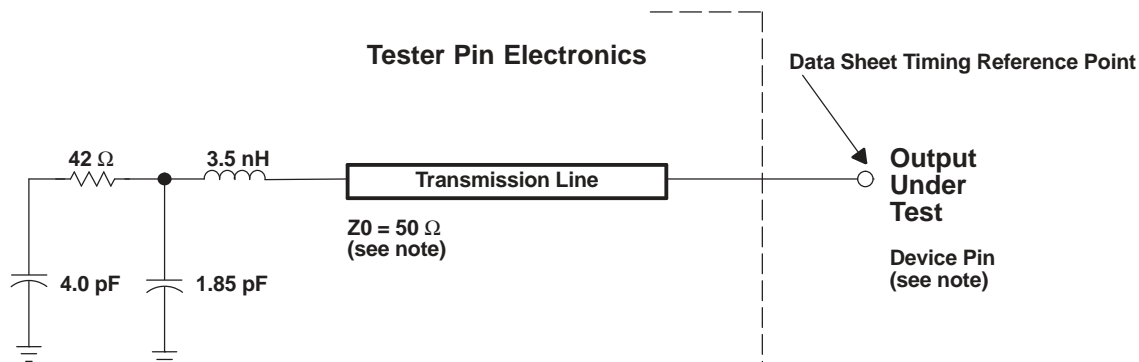 Tester Pin Electronics
Data Sheet Timing Reference Point
42 Ω
3.5 nH
Transmission Line
Output
Under
Test
Z0 = 50 Ω
(see note)
Device Pin
(see note)
4.0 pF
1.85 pF